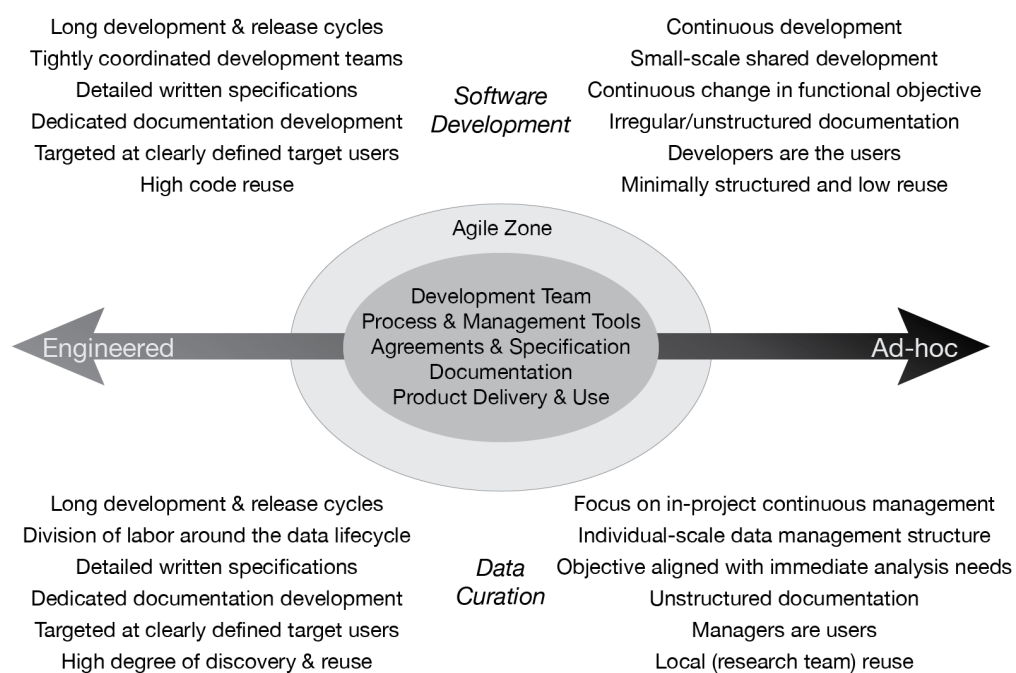 Long development & release cycles
Tightly coordinated development teams
Detailed written specifications
Dedicated documentation development
Targeted at clearly defined target users
High code reuse
Software
Development
Continuous development
Small-scale shared development
Continuous change in functional objective
Irregular/unstructured documentation
Developers are the users
Minimally structured and low reuse
Agile Zone
Development Team
Process & Management Tools
Agreements & Specification
Documentation
Product Delivery & Use
Engineered
Ad-hoc
Long development & release cycles
Division of labor around the data lifecycle
Detailed written specifications
Dedicated documentation development
Targeted at clearly defined target users
High degree of discovery & reuse
Data
Curation
Focus on in-project continuous management
Individual-scale data management structure
Objective aligned with immediate analysis needs
Unstructured documentation
Managers are users
Local (research team) reuse